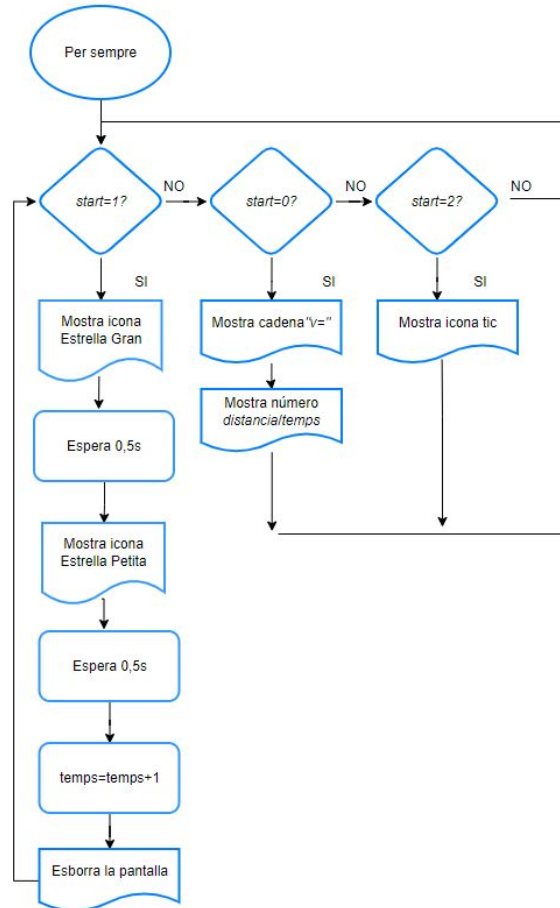 Per sempre
start=1?
NO
start=0?
NO
start=2?
NO
SI
SI
SI
Mostra icona
Estrella Gran
Mostra cadena"v="
Mostra icona tic
Mostra número
distancia/temps
Espera 0,5s
Mostra icona
Estrella Petita
Espera 0,5s
temps=temps+1
Esborra la pantalla